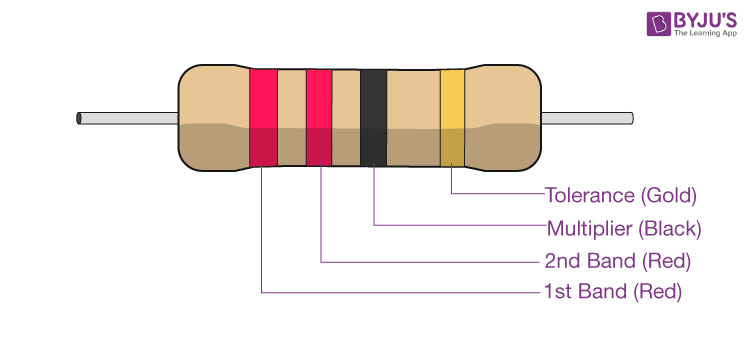 BYJU'S
The Learning App
Tolerance (Gold)
Multiplier (Black)
2nd Band (Red)
1st Band (Red)